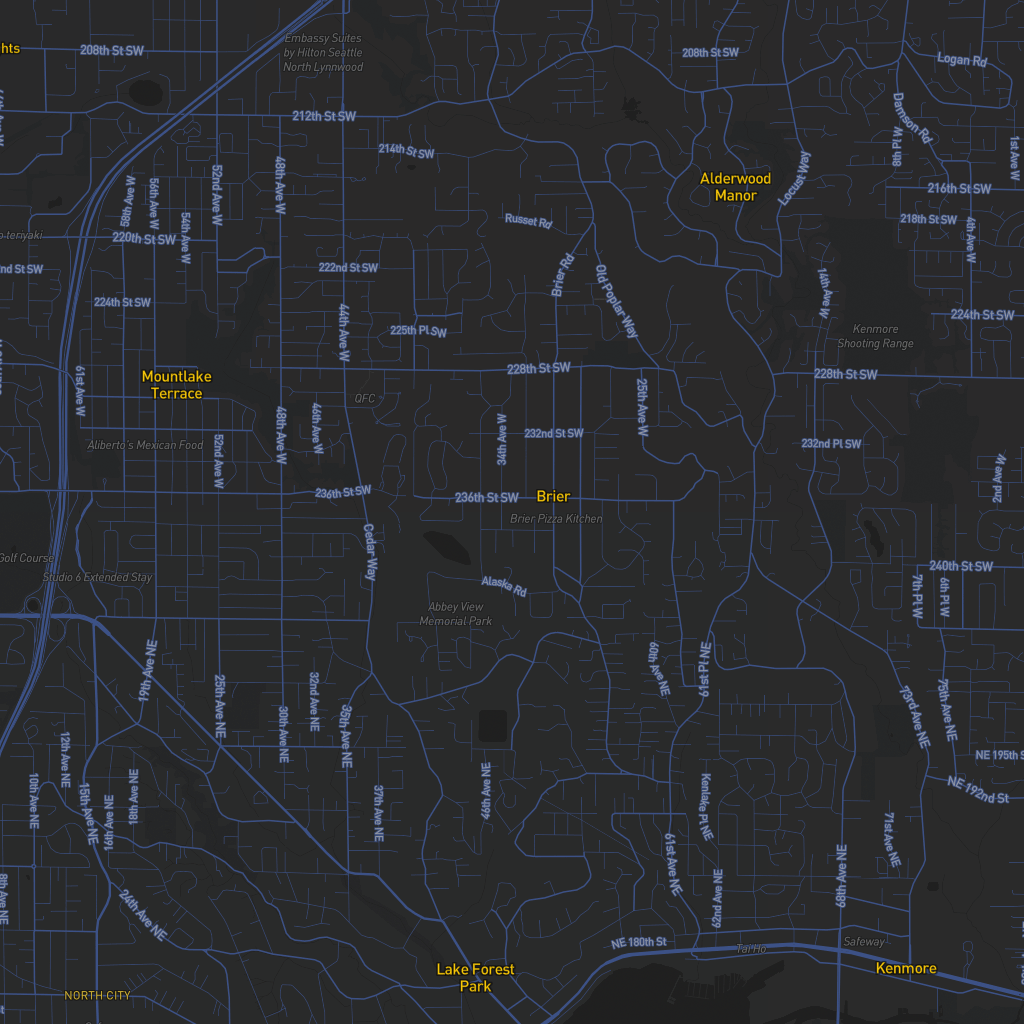 Embassy Suites
by Hilton Seattle
North Lynnwood
hts
208th St SW
208th St SW
Logan Rd
212th St SW
Damson Rd
8th Pl W
1st Ave W
214th St SW
Alderwood
Manor
Locust Way
216th St SW
52nd Ave W
48th Ave W
58th Ave W
56th Ave W
54th Ave W
Russet Rd
218th St SW
4th Ave W
o teriyaki
220th St SW
nd St SW
222nd St SW
Brier Rd
Old Poplar Way
14th Ave W
224th St SW
44th Ave W
225th Pl SW
224th St SW
Kenmore
Shooting Range
Mountlake
Terrace
61st Ave W
228th St SW
228th St SW
25th Ave W
QFC
46th Ave W
48th Ave W
34th Ave W
232nd St SW
232nd Pl SW
Aliberto's Mexican Food
52nd Ave W
2nd Ave W
236th St SW
236th St SW
Brier
Brier Pizza Kitchen
Cedar Way
Golf Course
Studio 6 Extended Stay
Alaska Rd
240th St SW
7th Pl W
6th Pl W
Abbey View
Memorial Park
19th Ave NE
60th Ave NE
61st Pl NE
25th Ave NE
32nd Ave NE
30th Ave NE
35th Ave NE
73rd Ave NE
75th Ave NE
12th Ave NE
NE 195th S
NE 192nd St
10th Ave NE
15th Ave NE
16th Ave NE
18th Ave NE
37th Ave NE
46th Ave NE
Kenlake Pl NE
61st Ave NE
71st Ave NE
68th Ave NE
62nd Ave NE
8th Ave NE
24th Ave NE
NE 180th St
Tai Ho
Safeway
Lake Forest
Park
Kenmore
NORTH CITY